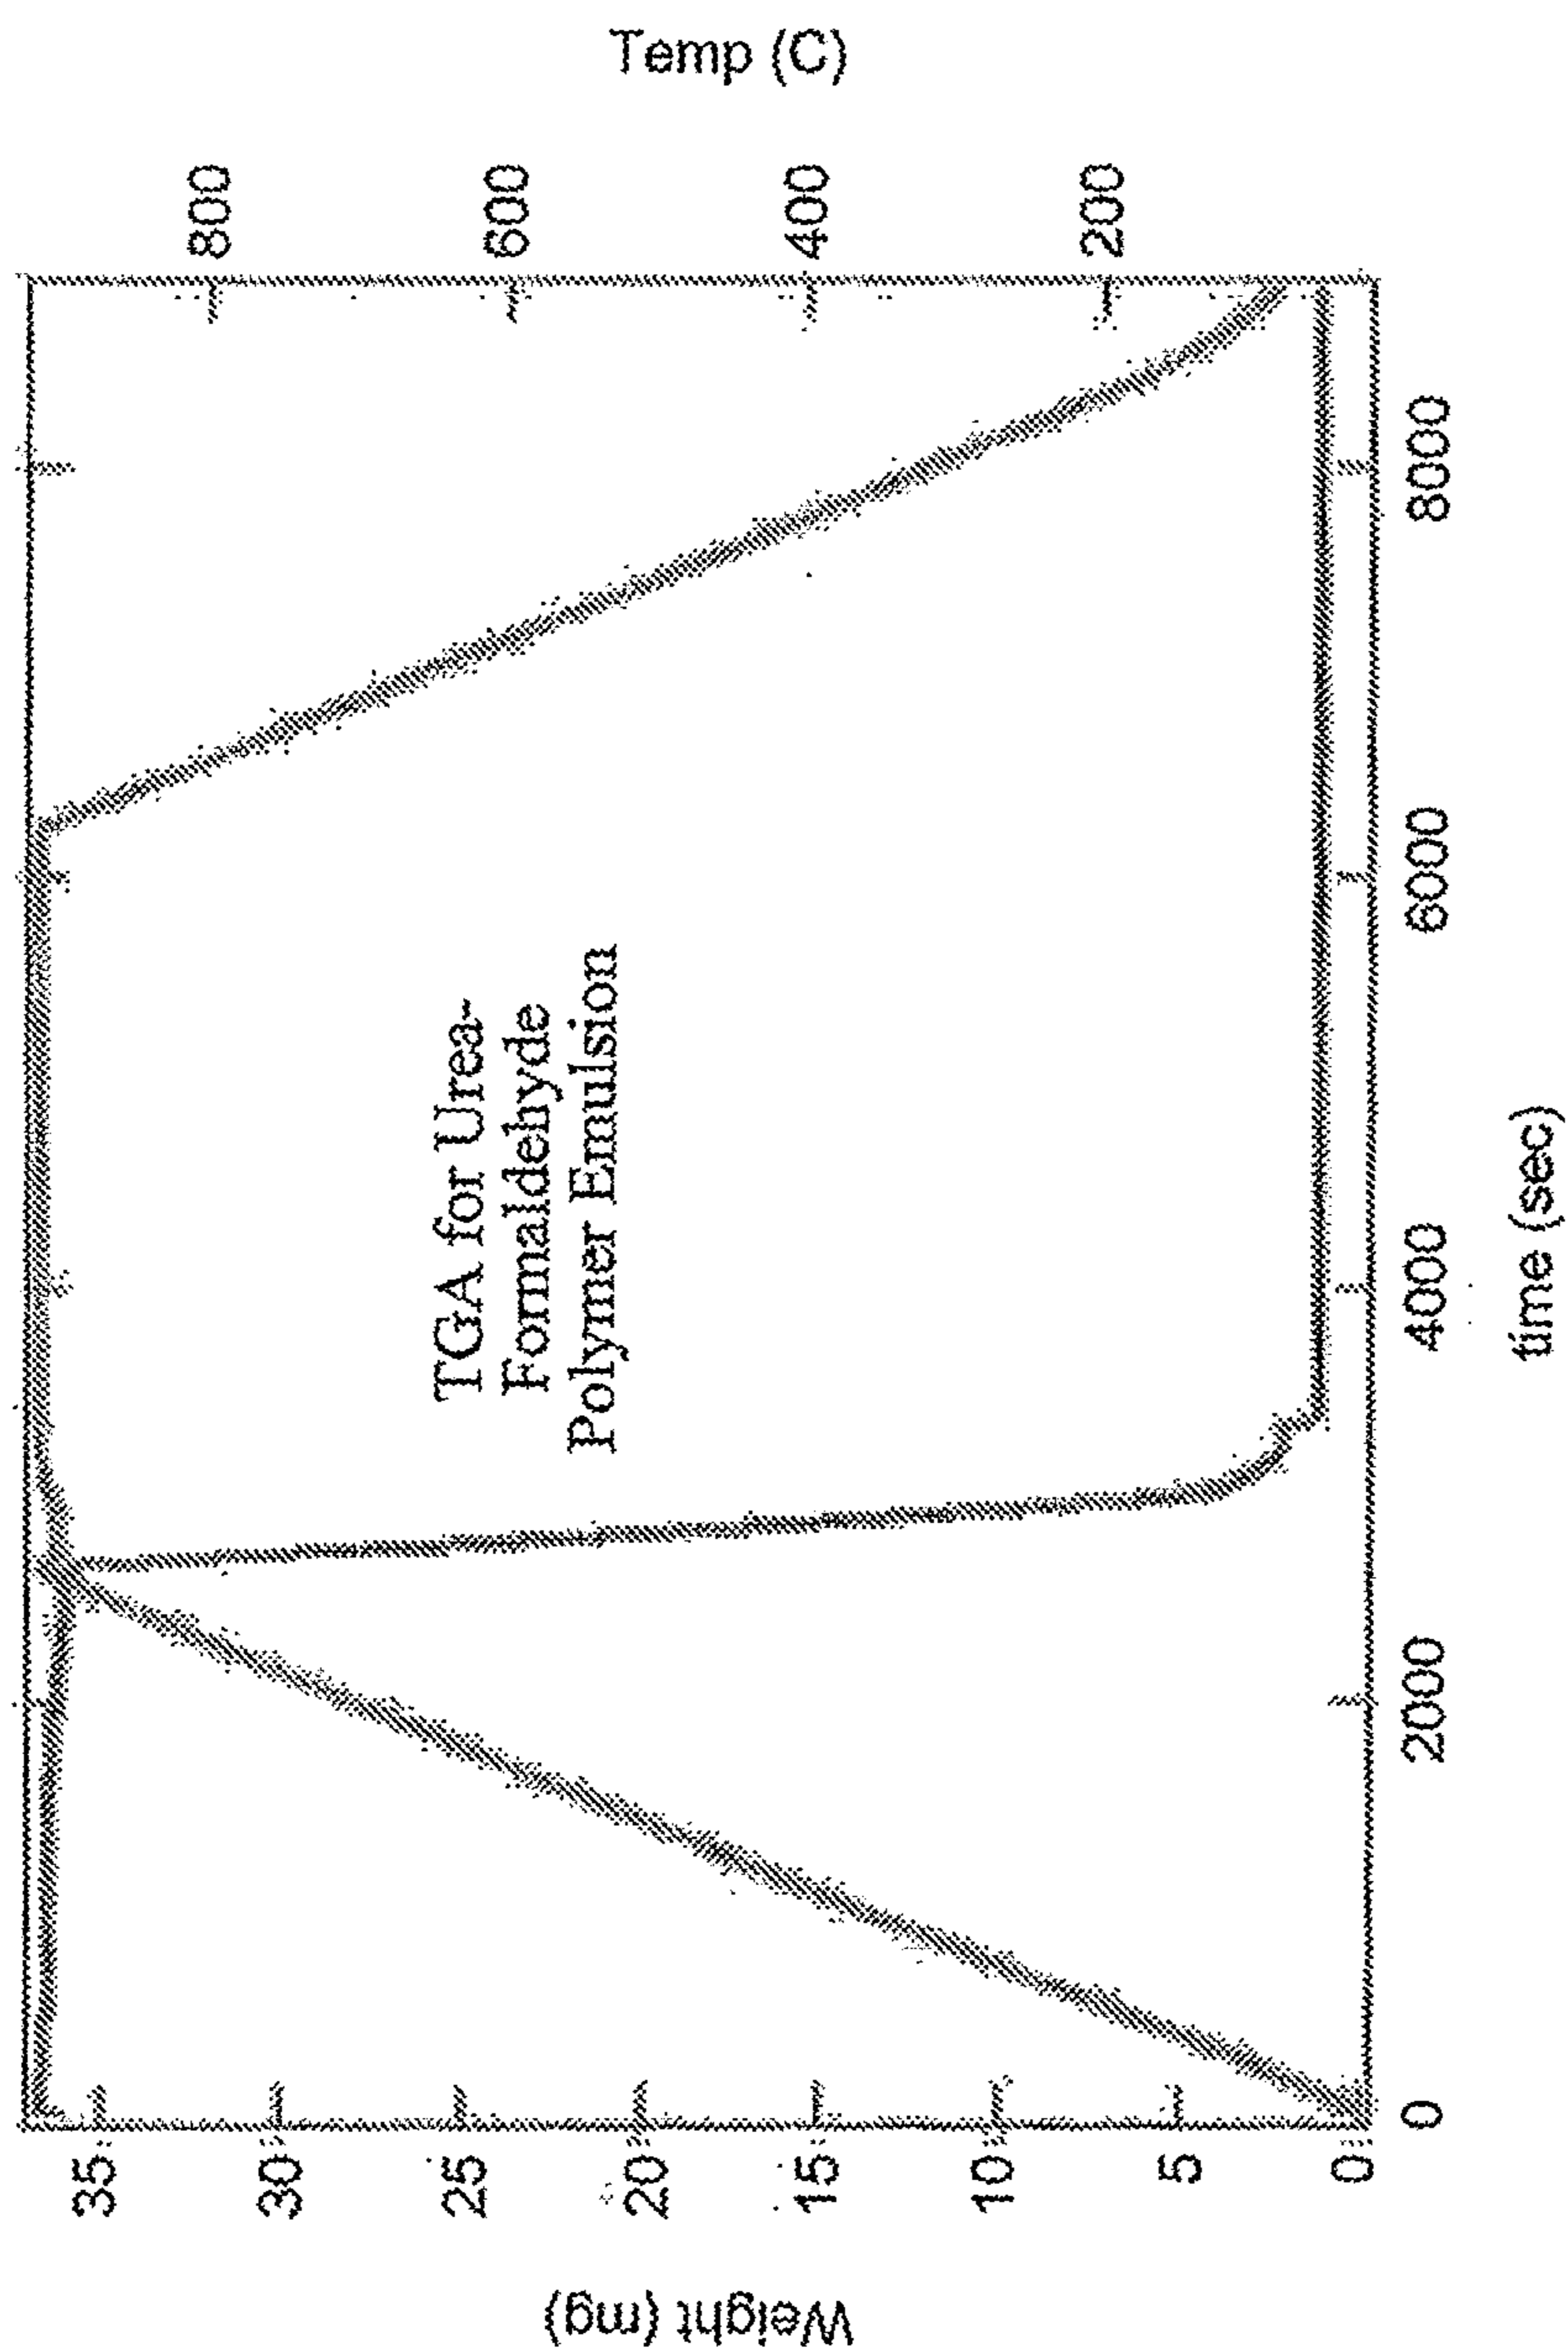 Temp (C)
800
600
400
200
TGA for Urea-
Formaldehyde
Polymer Emulsion
35
30
25
20
15
10
5
0
Weight (mg)
0
2000
4000
6000
8000
time (sec)